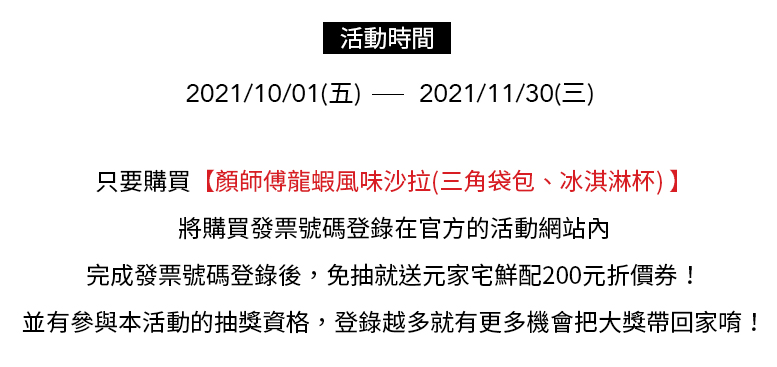 活動時間
2021/10/01(五) — 2021/11/30(三)
只要購買【顏師傅龍蝦風味沙拉(三角袋包、冰淇淋杯)】
將購買發票號碼登錄在官方的活動網站內
完成發票號碼登錄後，免抽就送元家宅鮮配200元折價券！
並有參與本活動的抽獎資格，登錄越多就有更多機會把大獎帶回家唷！